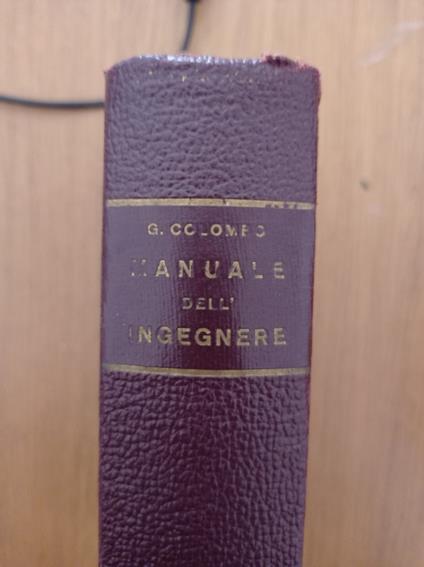 G. COLOMBO
MANUALE
DELL'
INGEGNERE